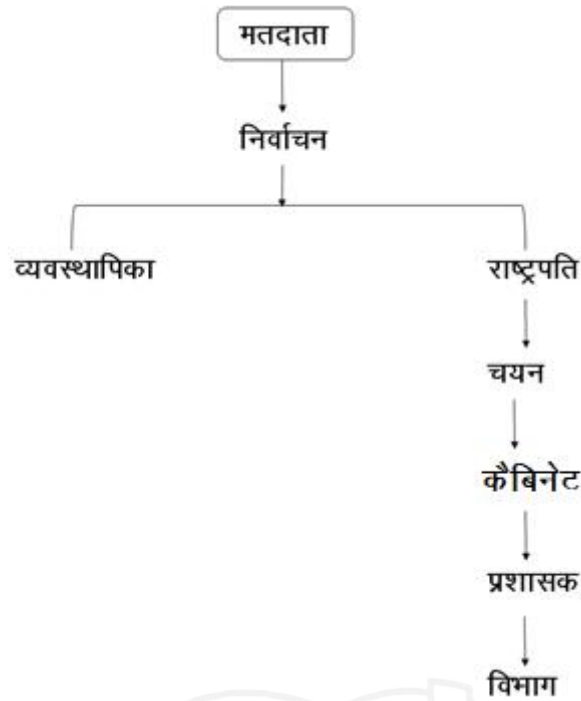 मतदाता
निर्वाचन
व्यवस्थापिका राष्ट्रपति
चयन
कैबिनेट
प्रशासक
विभाग